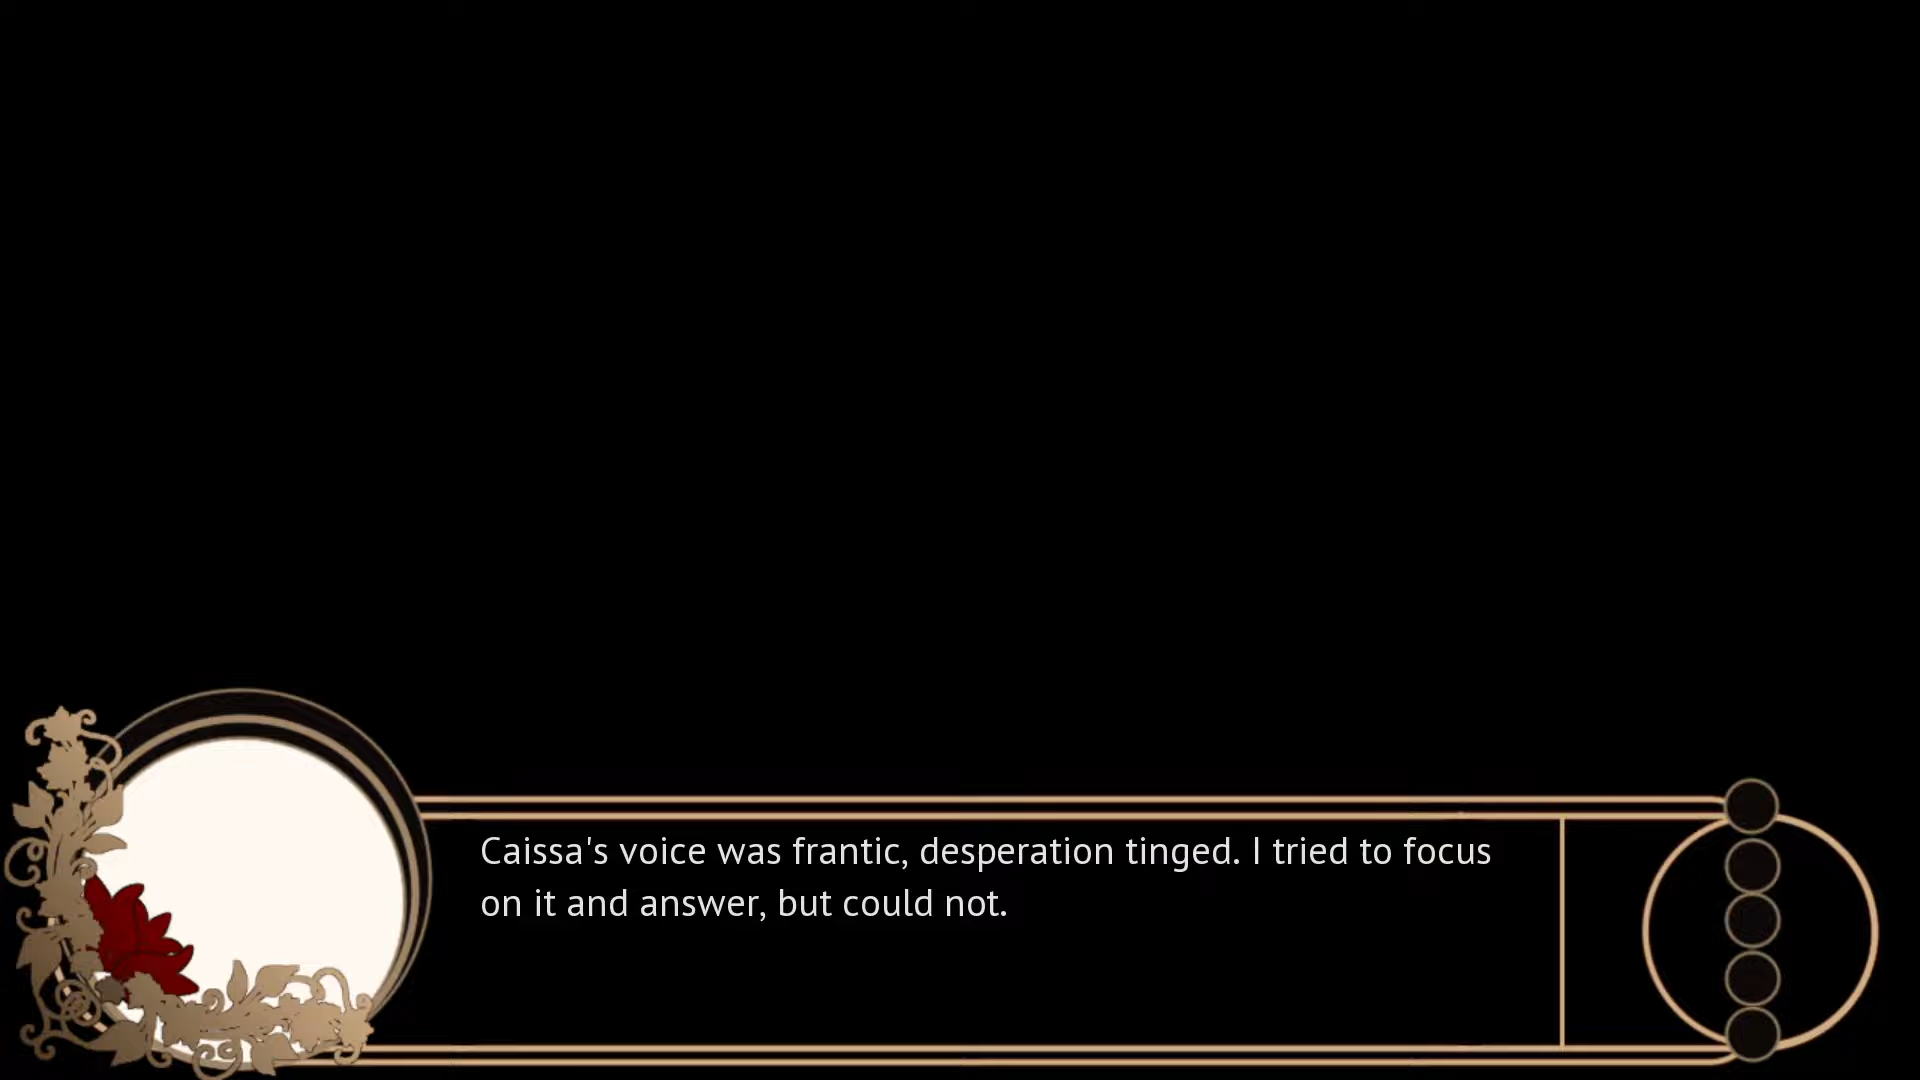 Caissa's voice was frantic, desperation tinged. I tried to focus
on it and answer, but could not.